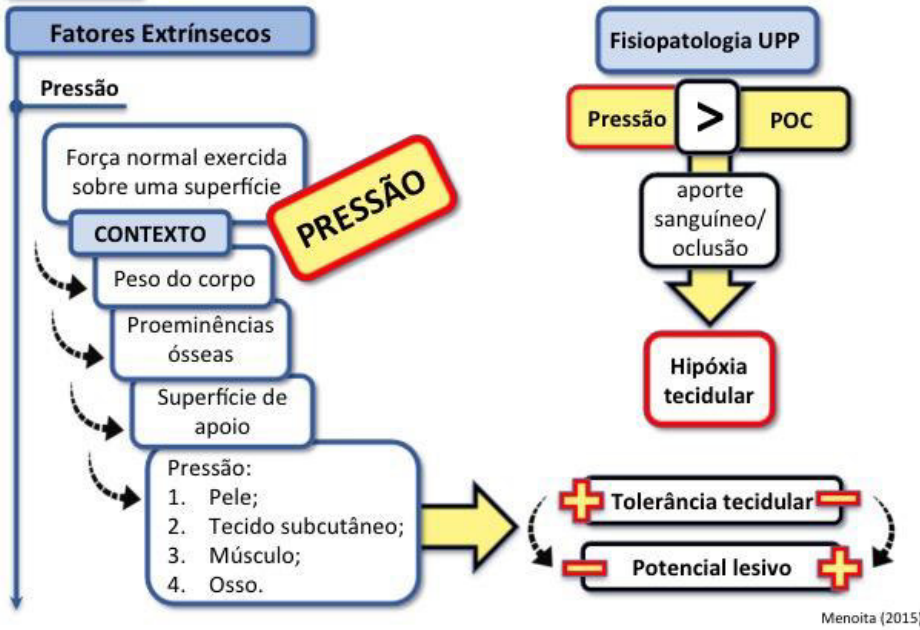 Fatores Extrínsecos
Pressão
Força normal exercida
sobre uma superfície
PRESSÃO
CONTEXTO
Peso do corpo
Proeminências
ósseas
Superfície de
apoio
Pressão:
1. Pele;
2. Tecido subcutâneo;
3. Músculo;
4. Osso.
Fisiopatologia UPP
Pressão > POC
aporte
sanguíneo/
oclusão
Hipóxia
tecidular
+ Tolerância tecidular −
− Potencial lesivo +
Menoita (2015)